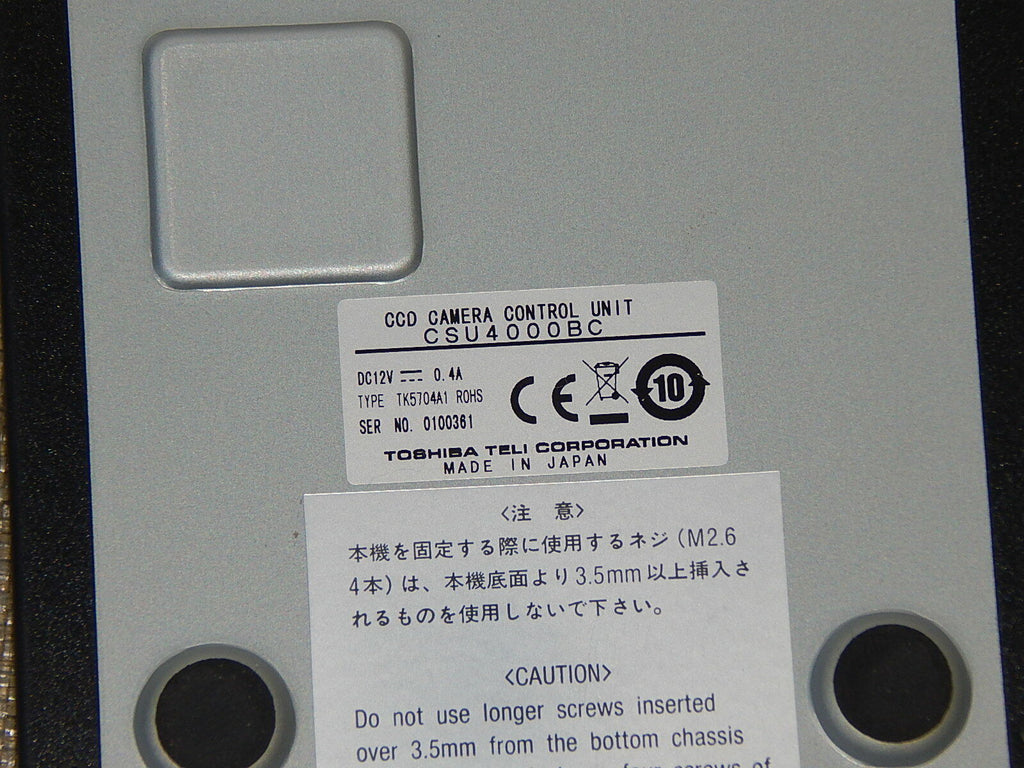 CCD CAMERA CONTROL UNIT
CSU4000BC
DC12V ⎓ 0.4A
TYPE TK5704A1 ROHS
SER NO. 0100361
CE
10
TOSHIBA TELI CORPORATION
MADE IN JAPAN
<注 意>
本機を固定する際に使用するネジ(M2.6
4本)は、本機底面より3.5mm以上挿入さ
れるものを使用しないで下さい。
<CAUTION>
Do not use longer screws inserted
over 3.5mm from the bottom chassis
four screws of